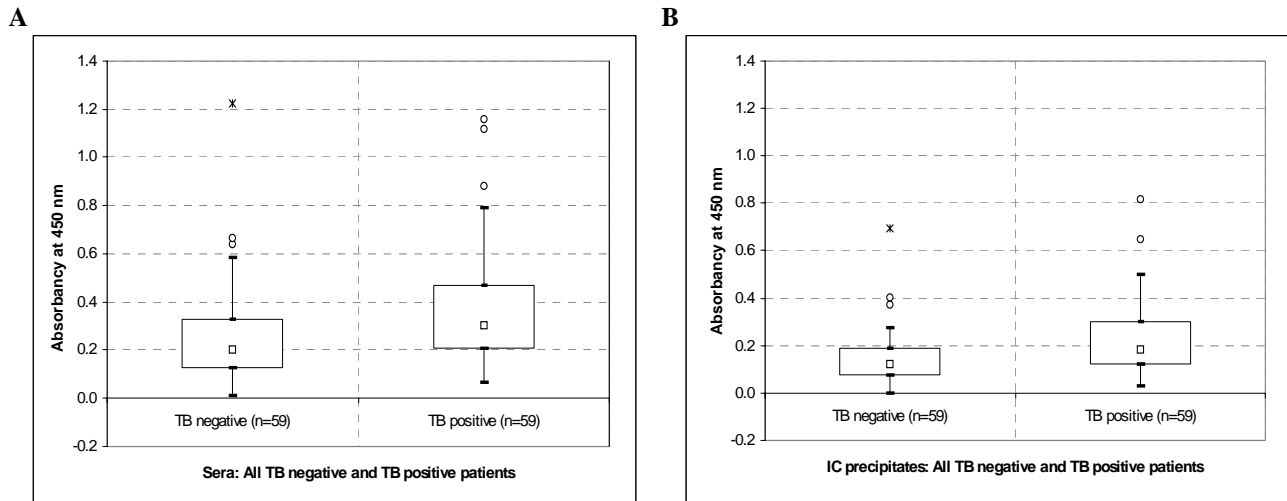 A
Absorbancy at 450 nm
1.4
1.2
1.0
0.8
0.6
0.4
0.2
0.0
-0.2
TB negative (n=59)
TB positive (n=59)
Sera: All TB negative and TB positive patients
B
Absorbancy at 450 nm
1.4
1.2
1.0
0.8
0.6
0.4
0.2
0.0
-0.2
TB negative (n=59)
TB positive (n=59)
IC precipitates: All TB negative and TB positive patients